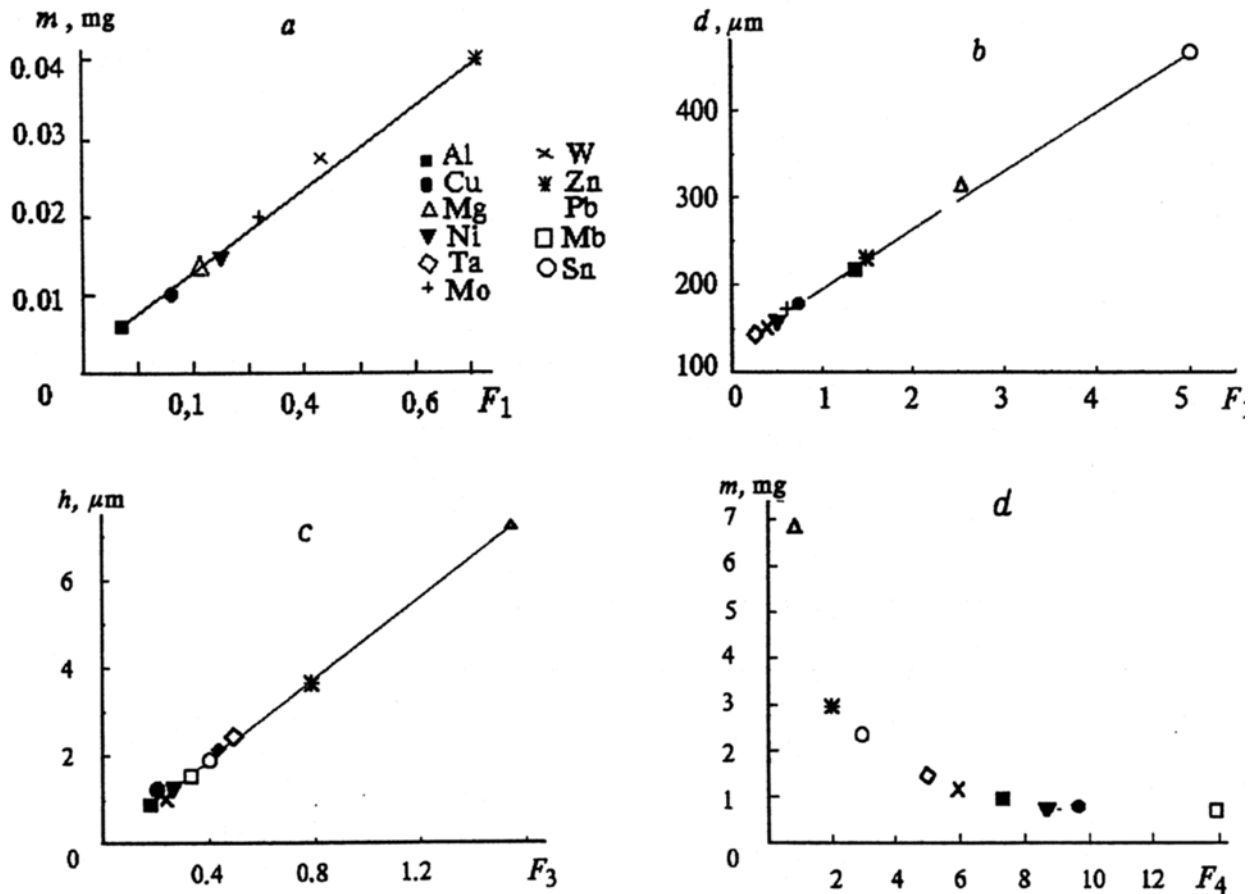 m, mg
a
0.04
0.03
0.02
0.01
0
0,1
0,4
0,6
F1
Al
Cu
Mg
Ni
Ta
Mo
W
Zn
Pb
Mb
Sn
d, μm
b
400
300
200
100
0
1
2
3
4
5
h, μm
c
6
4
2
0
0.4
0.8
1.2
F3
m, mg
d
7
6
5
4
3
2
1
0
2
4
6
8
10
12
F4